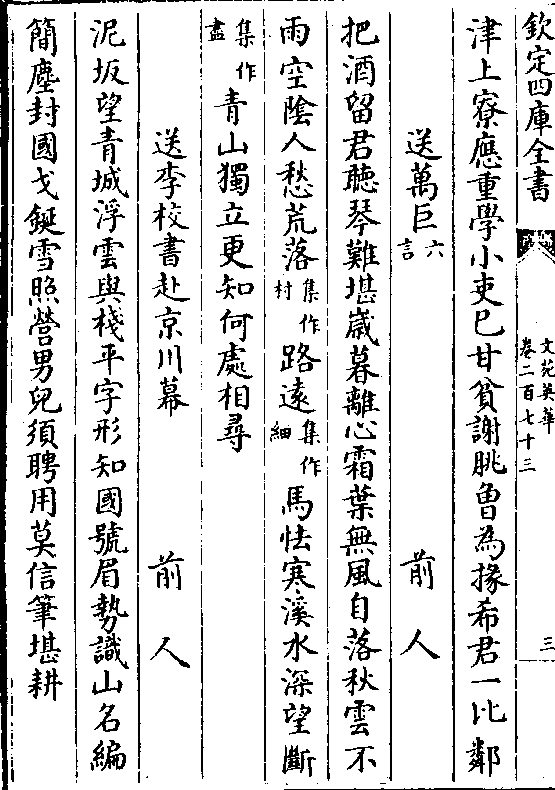 欽定四庫全書
文苑英華
卷二百七十三
三
津上寮應重學小吏已甘貧謝朓曽為掾希君一比鄰
送萬巨六言 前人
把酒留君聽琴難堪嵗暮離心霜葉無風自落秋雲不
雨空隂人愁荒落集作村路遠集作細馬怯寒溪水深望斷
集作盡青山獨立更知何處相尋
送李校書赴京川幕 前人
泥坂望青城浮雲與棧平字形知國號眉勢識山名編
簡塵封國戈鋋雪照營男兒須聘用莫信筆堪耕